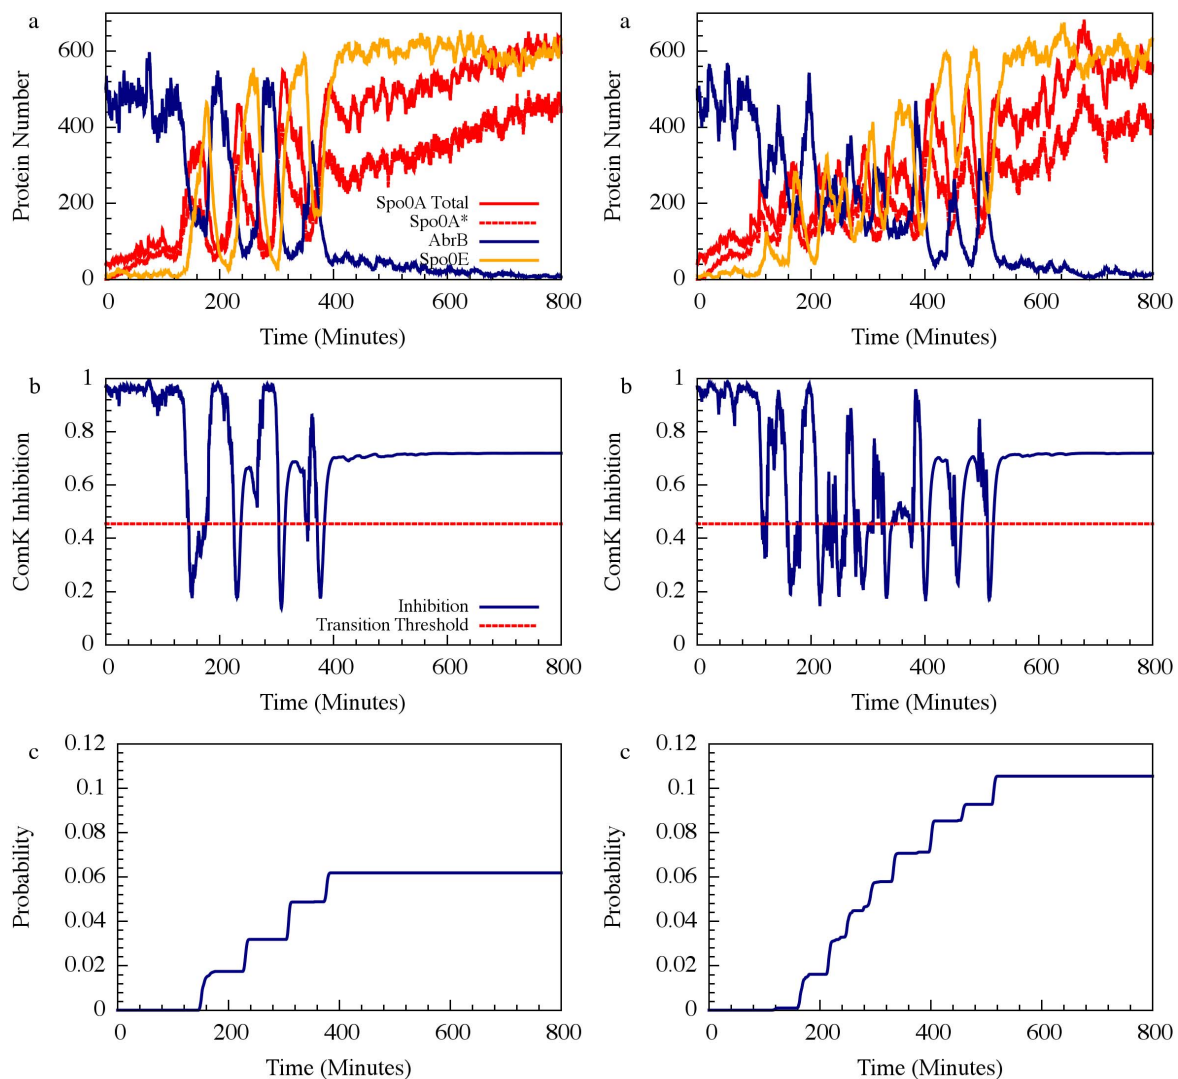 a
Protein Number
600
400
200
0
Spo0A Total
Spo0A*
AbrB
Spo0E
0 200 400 600 800
Time (Minutes)
a
Protein Number
600
400
200
0
0 200 400 600 800
Time (Minutes)
b
ComK Inhibition
1
0.8
0.6
0.4
0.2
0
Inhibition
Transition Threshold
0 200 400 600 800
Time (Minutes)
b
ComK Inhibition
1
0.8
0.6
0.4
0.2
0
0 200 400 600 800
Time (Minutes)
c
Probability
0.12
0.1
0.08
0.06
0.04
0.02
0
0 200 400 600 800
Time (Minutes)
c
Probability
0.12
0.1
0.08
0.06
0.04
0.02
0
0 200 400 600 800
Time (Minutes)